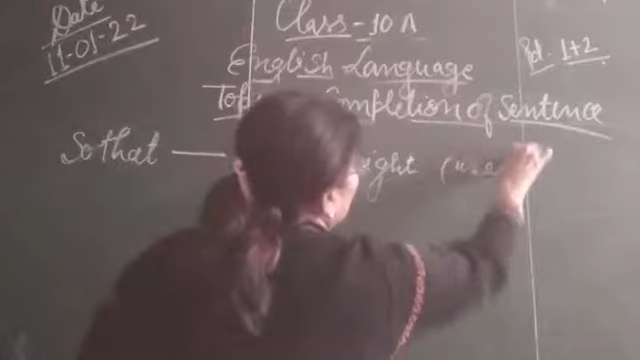 Date
11-01-22
Class - 10 A
Pd. 1+2
English Language
Completion of Sentence
So that —